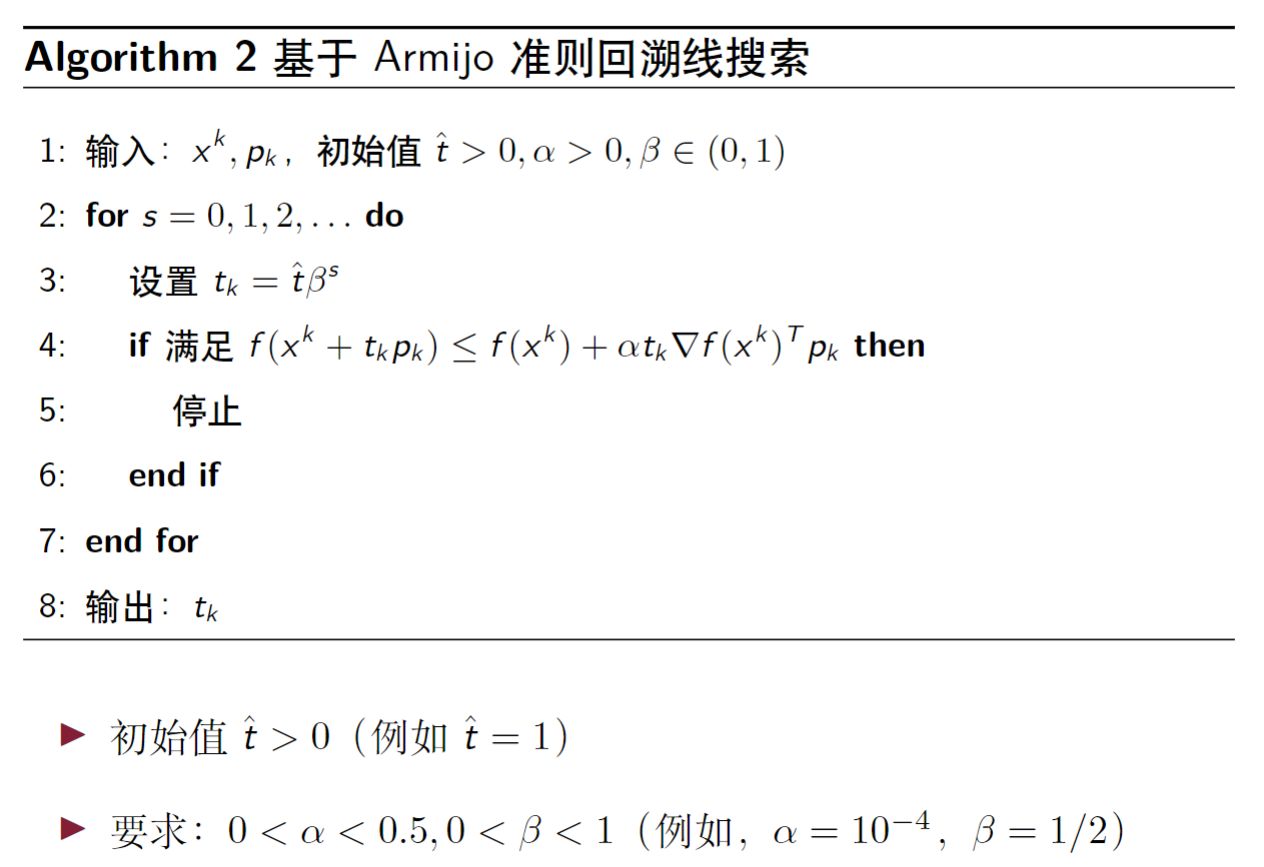 Algorithm 2 基于 Armijo 准则回溯线搜索
1: 输入：$x^k, p_k$，初始值 $\hat{t} > 0, \alpha > 0, \beta \in (0, 1)$
2: for $s = 0, 1, 2, \ldots$ do
3: 设置 $t_k = \hat{t}\beta^s$
4: if 满足 $f(x^k + t_k p_k) \leq f(x^k) + \alpha t_k \nabla f(x^k)^T p_k$ then
5: 停止
6: end if
7: end for
8: 输出：$t_k$
▶ 初始值 $\hat{t} > 0$（例如 $\hat{t} = 1$）
▶ 要求：$0 < \alpha < 0.5, 0 < \beta < 1$（例如，$\alpha = 10^{-4}$，$\beta = 1/2$）